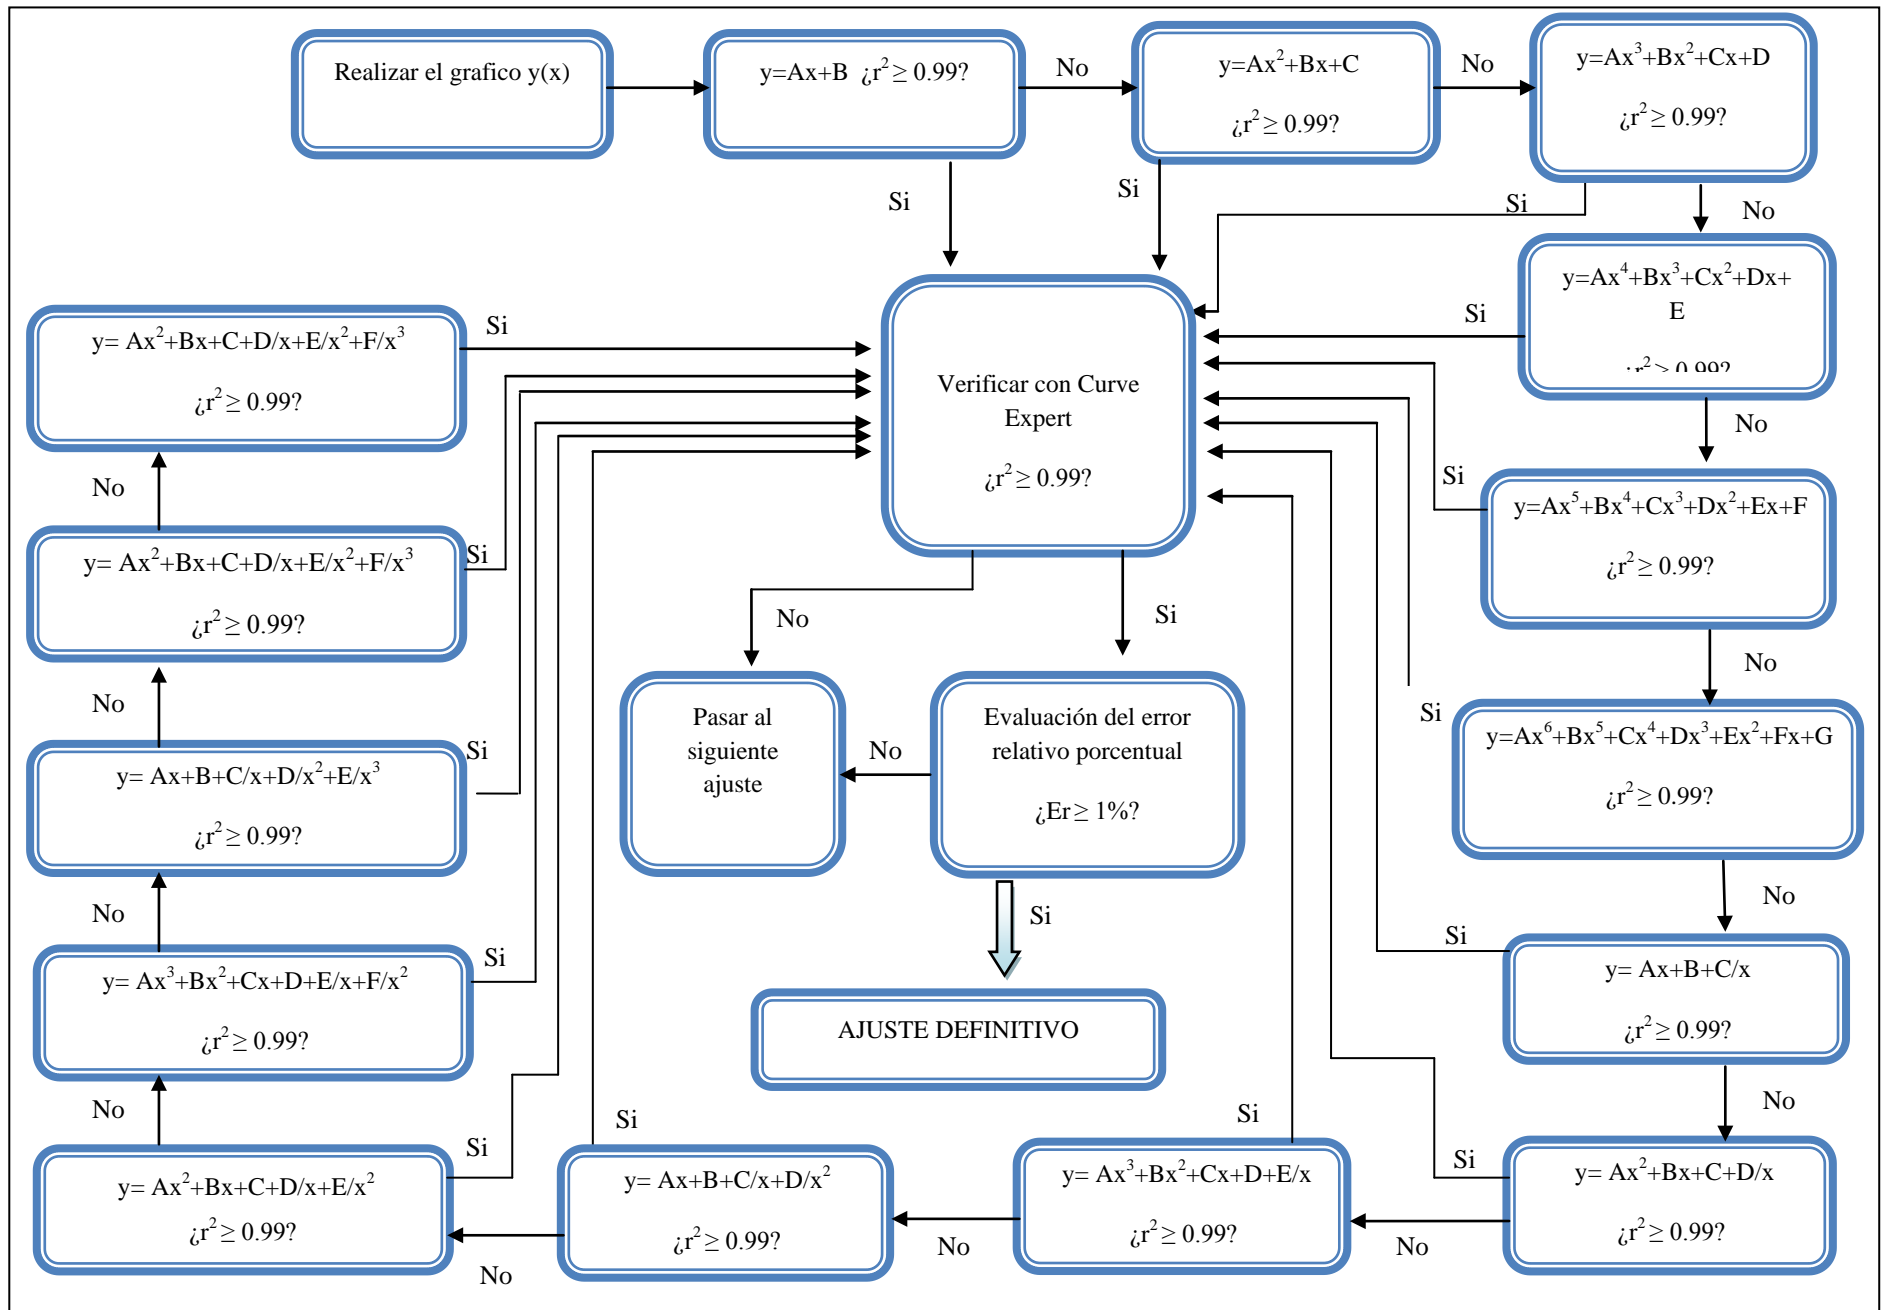 Realizar el grafico y(x)
y=Ax+B ¿r²≥ 0.99?
No
y=Ax²+Bx+C
¿r²≥ 0.99?
No
y=Ax³+Bx²+Cx+D
¿r²≥ 0.99?
Si
Si
Si
No
y=Ax⁴+Bx³+Cx²+Dx+
E
¿r²≥ 0.99?
Si
No
y=Ax⁵+Bx⁴+Cx³+Dx²+Ex+F
¿r²≥ 0.99?
Si
No
y=Ax⁶+Bx⁵+Cx⁴+Dx³+Ex²+Fx+G
¿r²≥ 0.99?
Si
No
y= Ax+B+C/x
¿r²≥ 0.99?
Si
No
y= Ax²+Bx+C+D/x
¿r²≥ 0.99?
Si
No
y= Ax³+Bx²+Cx+D+E/x
¿r²≥ 0.99?
Si
No
y= Ax+B+C/x+D/x²
¿r²≥ 0.99?
Si
No
y= Ax²+Bx+C+D/x+E/x²
¿r²≥ 0.99?
Si
No
y= Ax³+Bx²+Cx+D+E/x+F/x²
¿r²≥ 0.99?
Si
No
y= Ax+B+C/x+D/x²+E/x³
¿r²≥ 0.99?
Si
No
y= Ax²+Bx+C+D/x+E/x²+F/x³
¿r²≥ 0.99?
Si
No
y= Ax²+Bx+C+D/x+E/x²+F/x³
¿r²≥ 0.99?
Si
Verificar con Curve
Expert
¿r²≥ 0.99?
No
Si
Pasar al
siguiente
ajuste
No
Evaluación del error
relativo porcentual
¿Er≥ 1%?
Si
AJUSTE DEFINITIVO